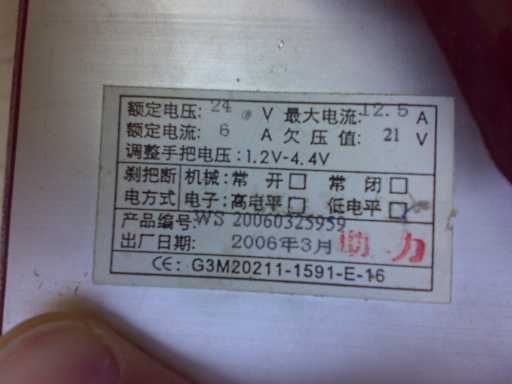 额定电压: 24 V 最大电流: 12.5 A
额定电流: 6 A 欠压值: 21 V
调整手把电压: 1.2V-4.4V
刹把断 机械: 常开□ 常闭□
电方式 电子: 高电平□ 低电平□
产品编号: WS 20060325959
出厂日期: 2006年3月 助力
CE: G3M20211-1591-E-16